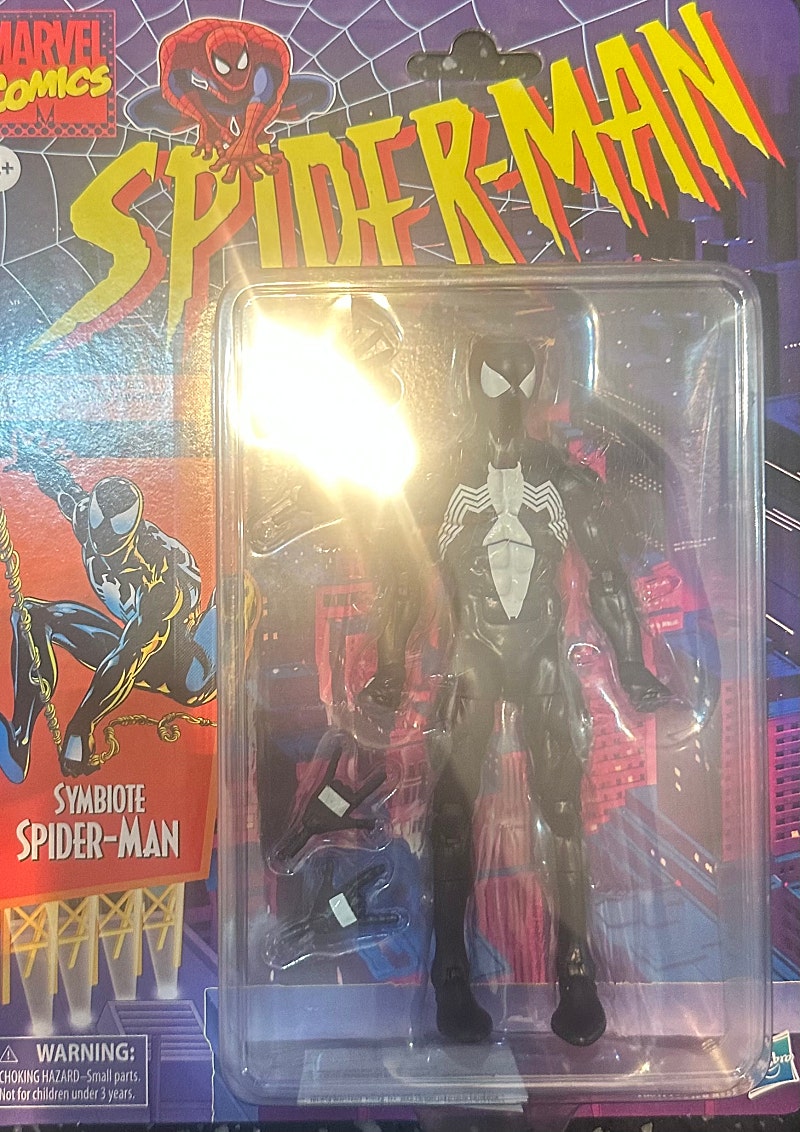 MARVEL
COMICS
M
+
SPIDER-MAN
SYMBIOTE
SPIDER-MAN
WARNING:
CHOKING HAZARD–Small parts.
Not for children under 3 years.